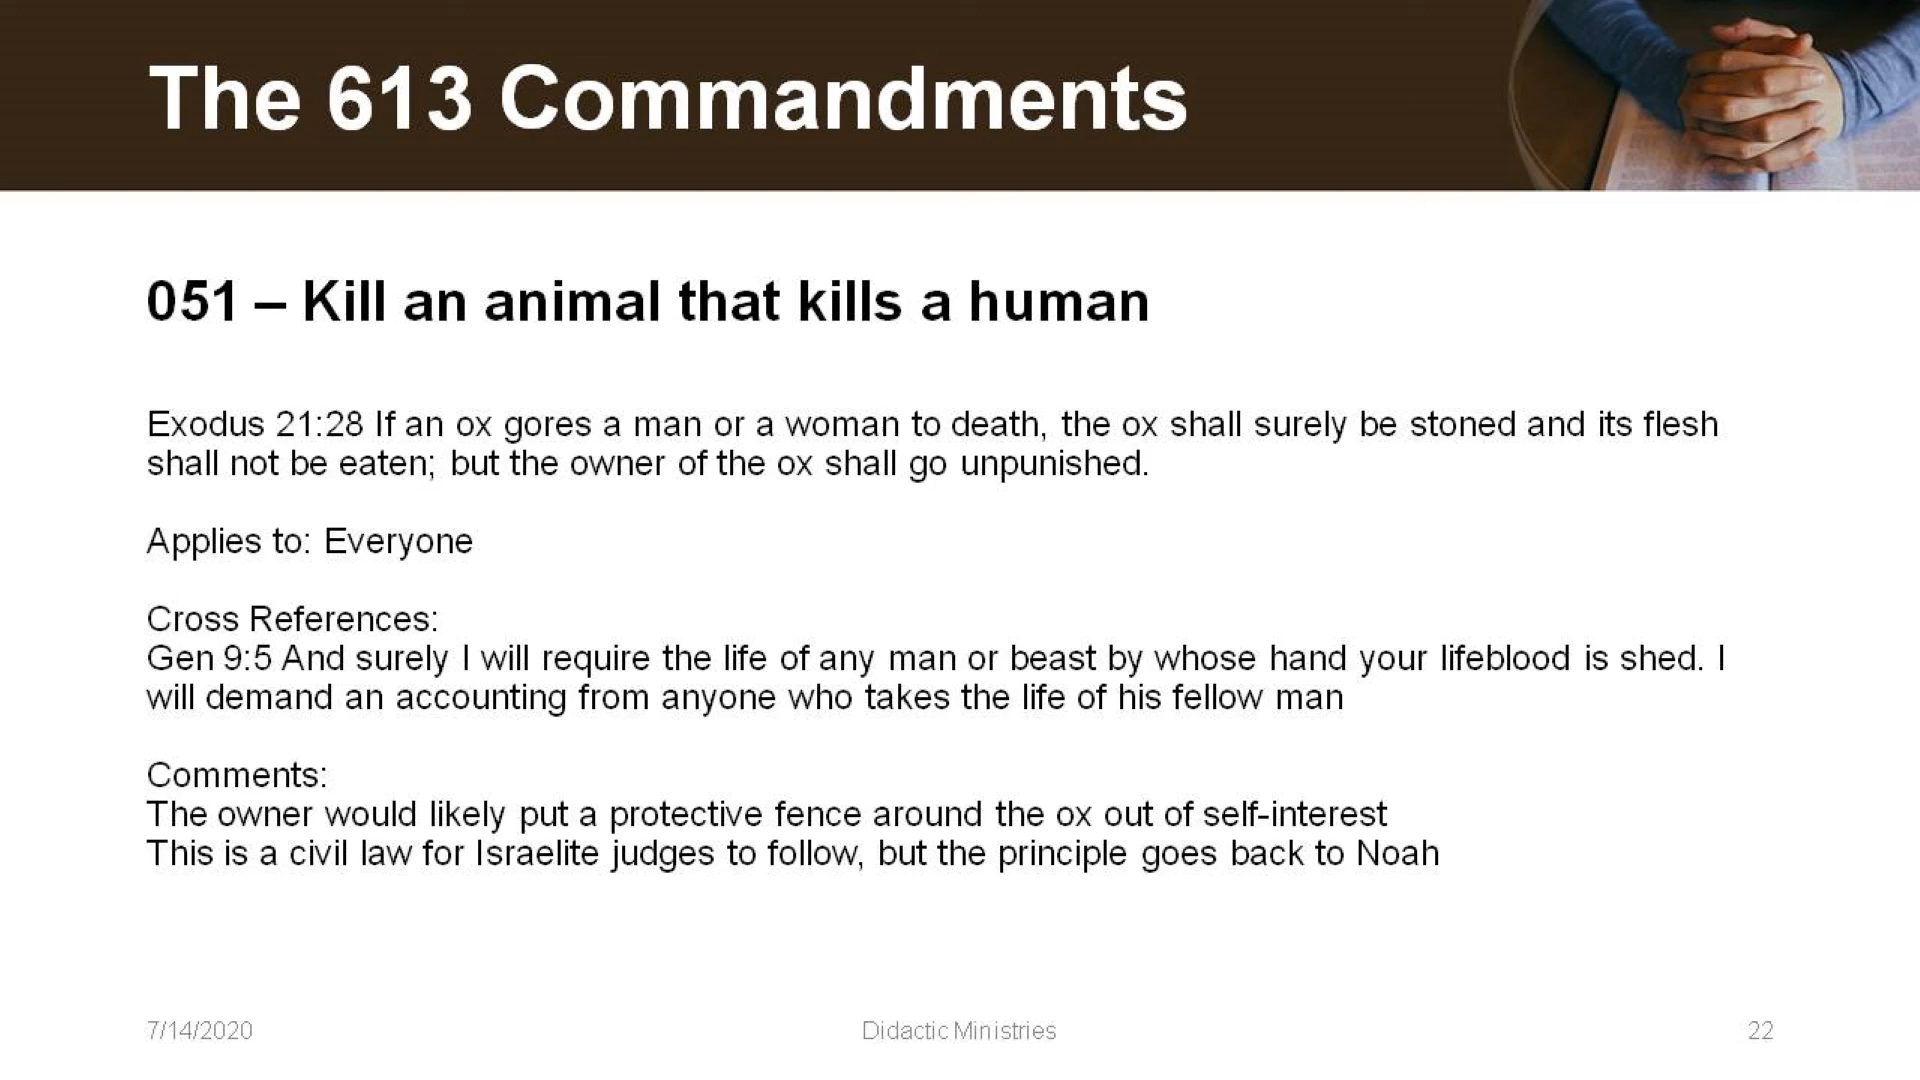 The 613 Commandments
051 – Kill an animal that kills a human
Exodus 21:28 If an ox gores a man or a woman to death, the ox shall surely be stoned and its flesh
shall not be eaten; but the owner of the ox shall go unpunished.
Applies to: Everyone
Cross References:
Gen 9:5 And surely I will require the life of any man or beast by whose hand your lifeblood is shed. I
will demand an accounting from anyone who takes the life of his fellow man
Comments:
The owner would likely put a protective fence around the ox out of self-interest
This is a civil law for Israelite judges to follow, but the principle goes back to Noah
7/14/2020
Didactic Ministries
22